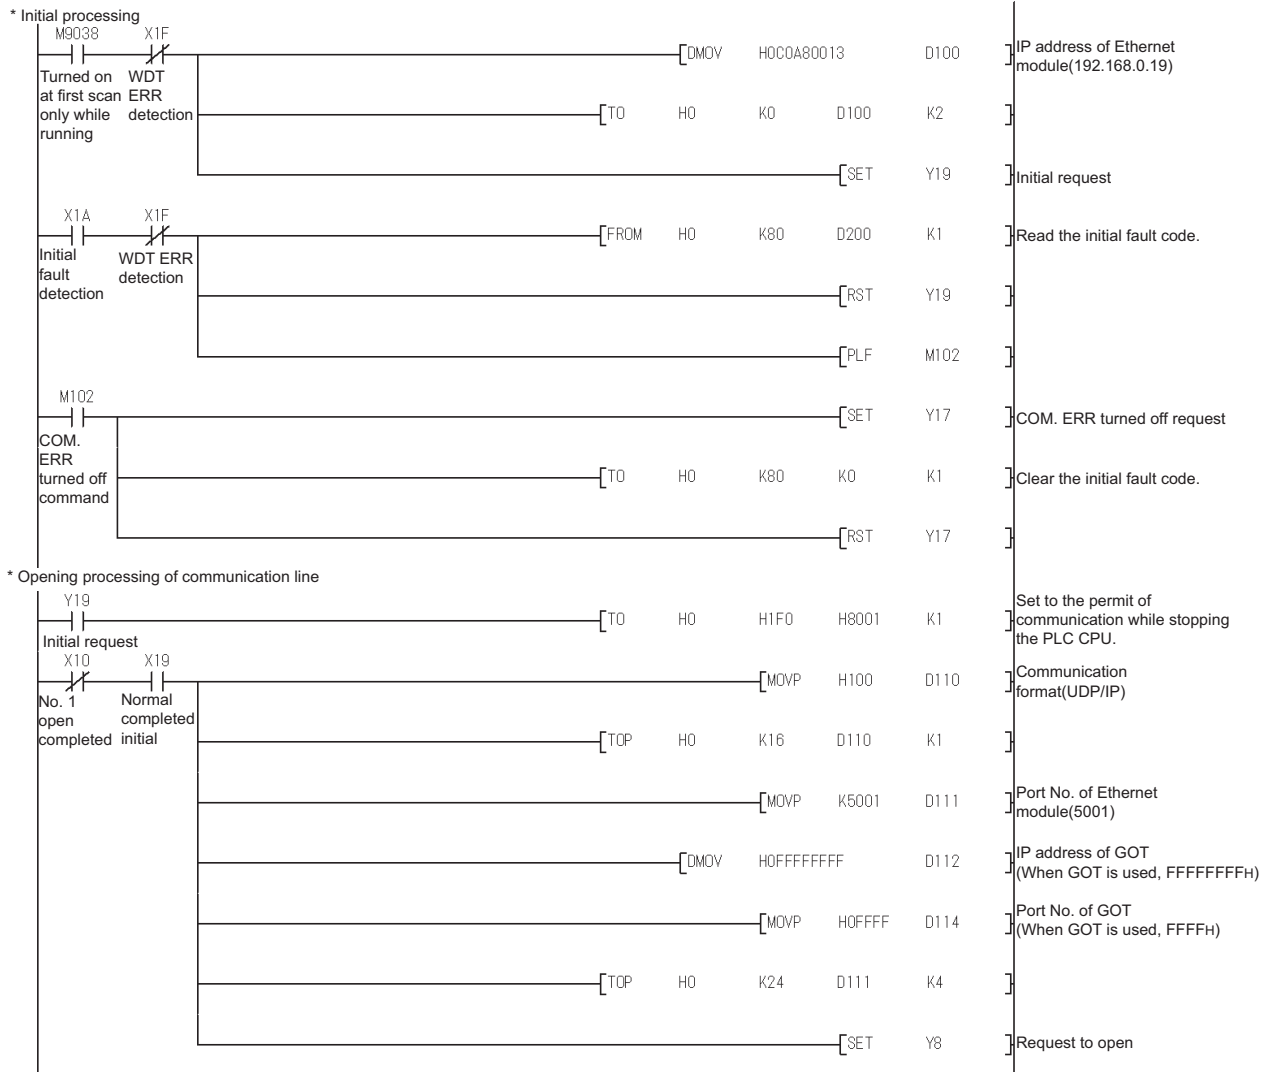 * Initial processing
M9038 X1F
DMOV H0C0A80013 D100
IP address of Ethernet
module(192.168.0.19)
Turned on
at first scan
only while
running
WDT
ERR
detection
TO H0 K0 D100 K2
SET Y19
Initial request
X1A X1F
FROM H0 K80 D200 K1
Read the initial fault code.
Initial
fault
detection
WDT ERR
detection
RST Y19
PLF M102
M102
SET Y17
COM. ERR turned off request
COM.
ERR
turned off
command
TO H0 K80 K0 K1
Clear the initial fault code.
RST Y17
* Opening processing of communication line
Y19
TO H0 H1F0 H8001 K1
Set to the permit of
communication while stopping
the PLC CPU.
Initial request
X10 X19
MOVP H100 D110
Communication
format(UDP/IP)
No. 1
open
completed
Normal
completed
initial
TOP H0 K16 D110 K1
MOVP K5001 D111
Port No. of Ethernet
module(5001)
DMOV H0FFFFFFFF D112
IP address of GOT
(When GOT is used, FFFFFFFFH)
MOVP H0FFFF D114
Port No. of GOT
(When GOT is used, FFFFH)
TOP H0 K24 D111 K4
SET Y8
Request to open